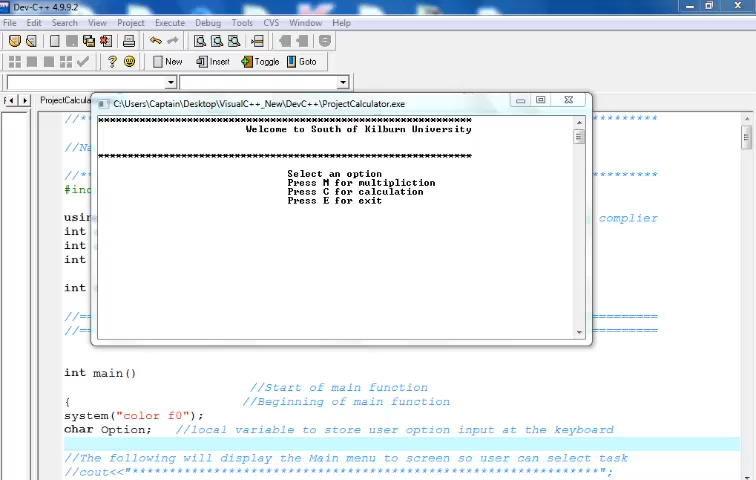 Dev-C++ 4.9.9.2
File Edit Search View Project Execute Debug Tools CVS Window Help
New Insert Toggle Goto
ProjectCalcula
C:\Users\Captain\Desktop\VisualC++_New\DevC++\ProjectCalculator.exe
*****************************************************************
Welcome to South of Kilburn University
*****************************************************************
Select an option
Press M for multipliction
Press C for calculation
Press E for exit
//Na
#inc
usin
complier
int
int
int
int
int main()
//Start of main function
{ //Beginning of main function
system("color f0");
char Option; //local variable to store user option input at the keyboard
//The following will display the Main menu to screen so user can select task
//cout<<"*************************************************************";